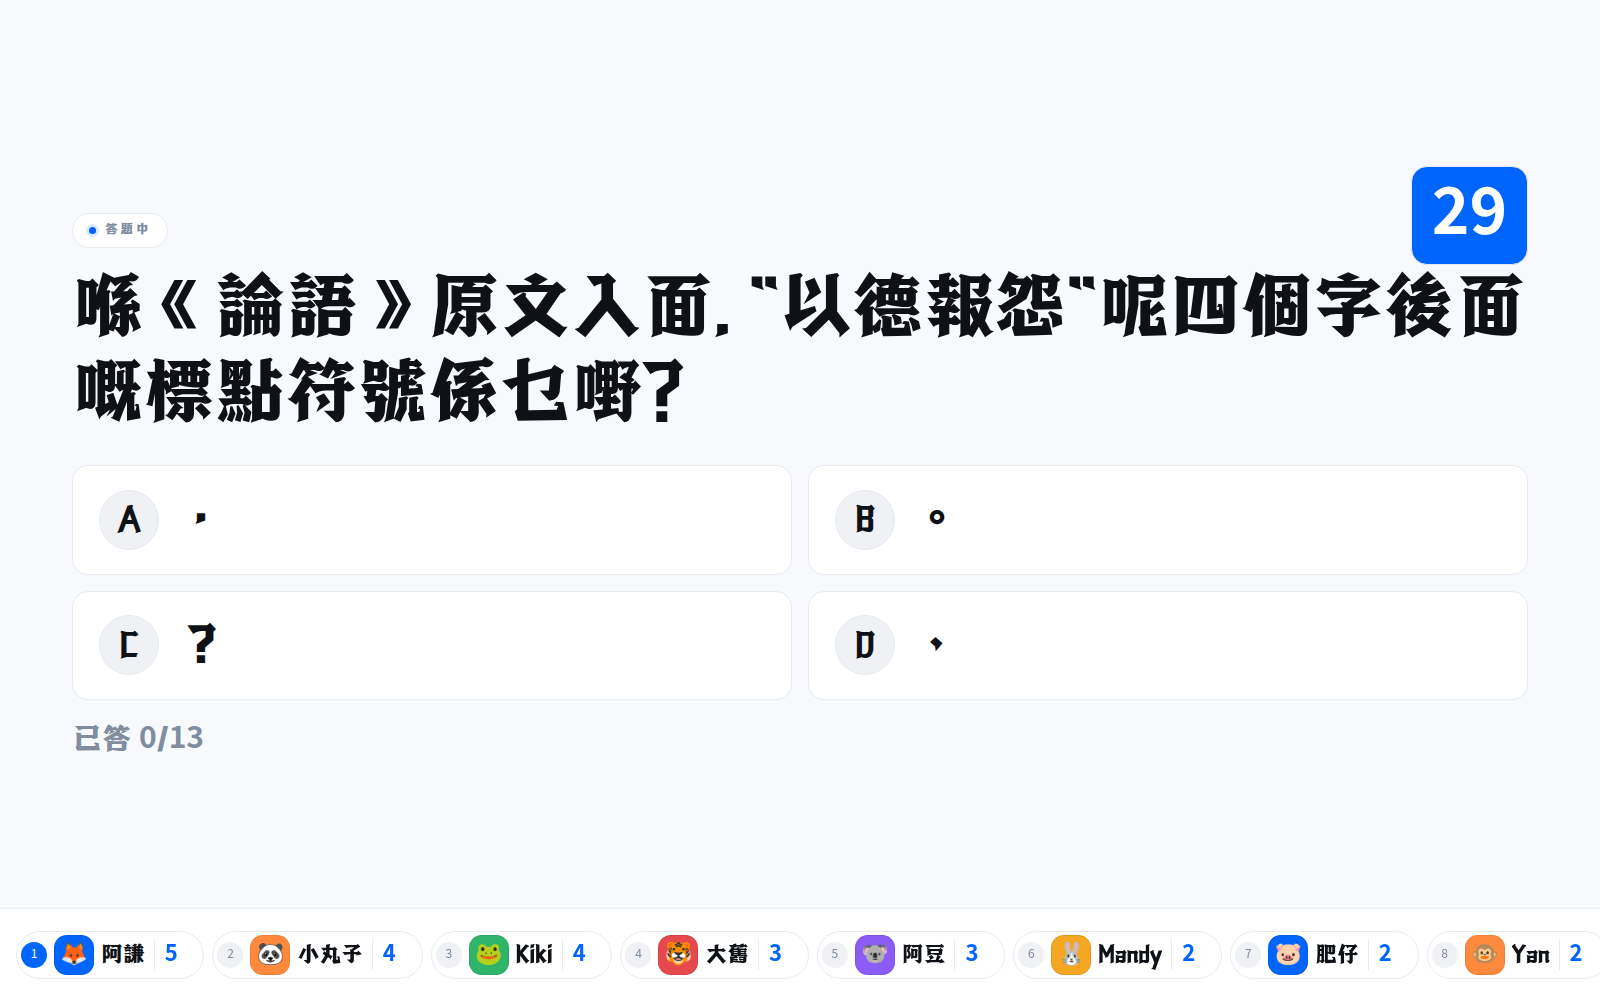 答題中
29
喺《論語》原文入面，“以德報怨“呢四個字後面
嘅標點符號係乜嘢？
A ，
B 。
C ？
D 、
已答 0/13
1 阿謙 5
2 小丸子 4
3 Kiki 4
4 大舊 3
5 阿豆 3
6 Mandy 2
7 肥仔 2
8 Yan 2